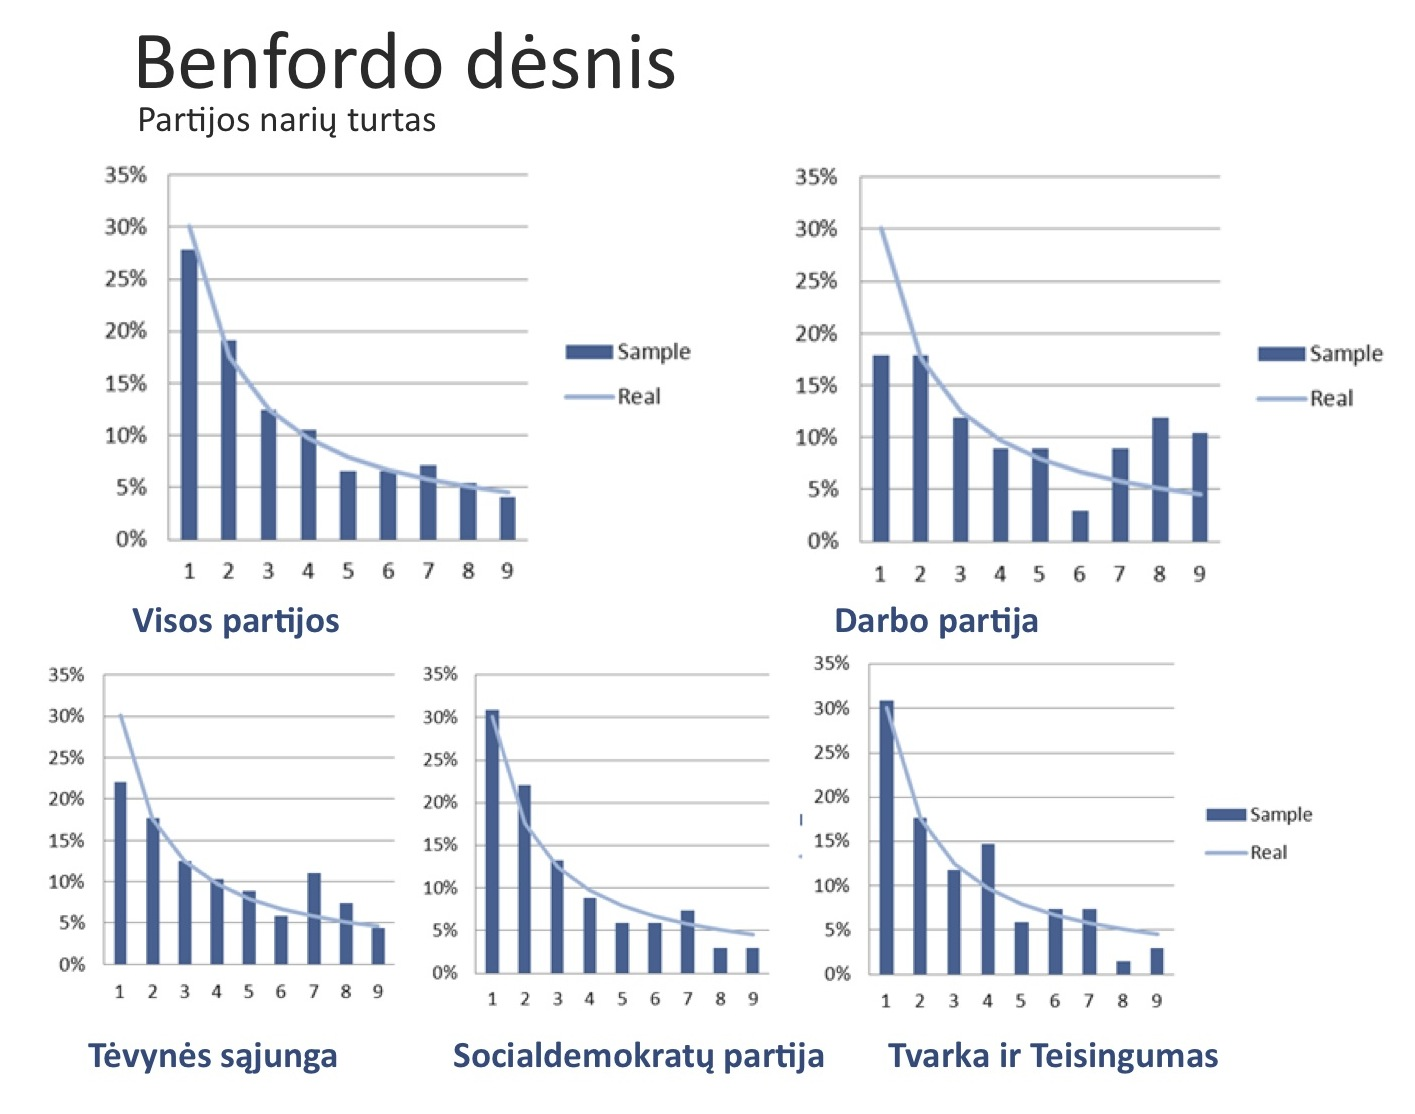 Benfordo dėsnis
Partijos narių turtas
35%
30%
25%
20%
15%
10%
5%
0%
1 2 3 4 5 6 7 8 9
Sample
Real
Visos partijos
35%
30%
25%
20%
15%
10%
5%
0%
1 2 3 4 5 6 7 8 9
Sample
Real
Darbo partija
35%
30%
25%
20%
15%
10%
5%
0%
1 2 3 4 5 6 7 8 9
Tėvynės sąjunga
35%
30%
25%
20%
15%
10%
5%
0%
1 2 3 4 5 6 7 8 9
Socialdemokratų partija
35%
30%
25%
20%
15%
10%
5%
0%
1 2 3 4 5 6 7 8 9
Sample
Real
Tvarka ir Teisingumas